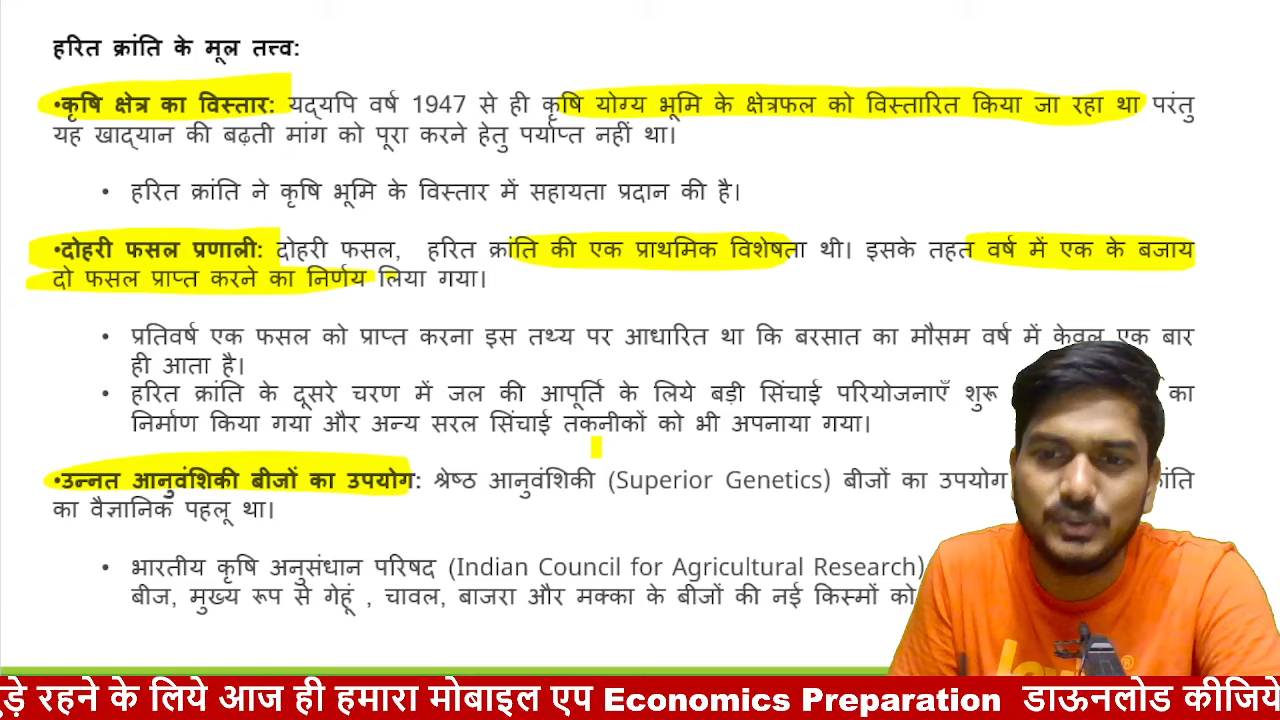 हरित क्रांति के मूल तत्त्व:
•कृषि क्षेत्र का विस्तार: यद्यपि वर्ष 1947 से ही कृषि योग्य भूमि के क्षेत्रफल को विस्तारित किया जा रहा था परंतु
यह खाद्यान की बढ़ती मांग को पूरा करने हेतु पर्याप्त नहीं था।
• हरित क्रांति ने कृषि भूमि के विस्तार में सहायता प्रदान की है।
•दोहरी फसल प्रणाली: दोहरी फसल, हरित क्रांति की एक प्राथमिक विशेषता थी। इसके तहत वर्ष में एक के बजाय
दो फसल प्राप्त करने का निर्णय लिया गया।
• प्रतिवर्ष एक फसल को प्राप्त करना इस तथ्य पर आधारित था कि बरसात का मौसम वर्ष में केवल एक बार
ही आता है।
• हरित क्रांति के दूसरे चरण में जल की आपूर्ति के लिये बड़ी सिंचाई परियोजनाएँ शुरू का
निर्माण किया गया और अन्य सरल सिंचाई तकनीकों को भी अपनाया गया।
•उन्नत आनुवंशिकी बीजों का उपयोग: श्रेष्ठ आनुवंशिकी (Superior Genetics) बीजों का उपयोग
का वैज्ञानिक पहलू था।
• भारतीय कृषि अनुसंधान परिषद (Indian Council for Agricultural Research)
बीज, मुख्य रूप से गेहूं , चावल, बाजरा और मक्का के बीजों की नई किस्मों को
रहने के लिये आज ही हमारा मोबाइल एप Economics Preparation डाऊनलोड कीजिये